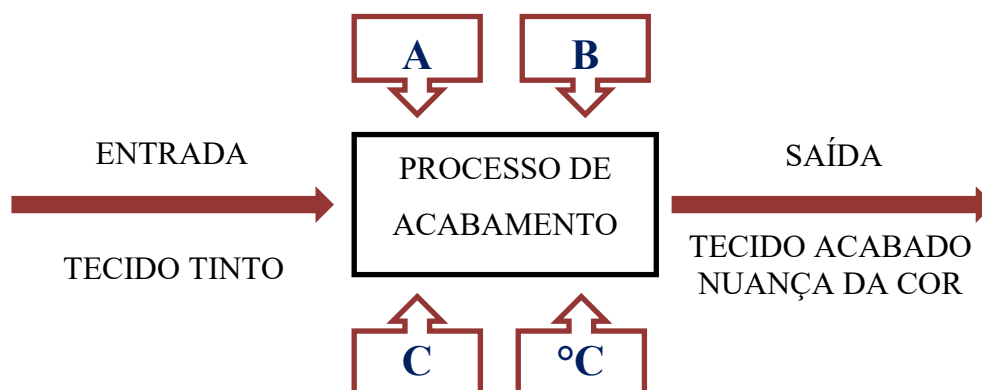 A
B
ENTRADA
TECIDO TINTO
PROCESSO DE
ACABAMENTO
SAÍDA
TECIDO ACABADO
NUANÇA DA COR
C
°C